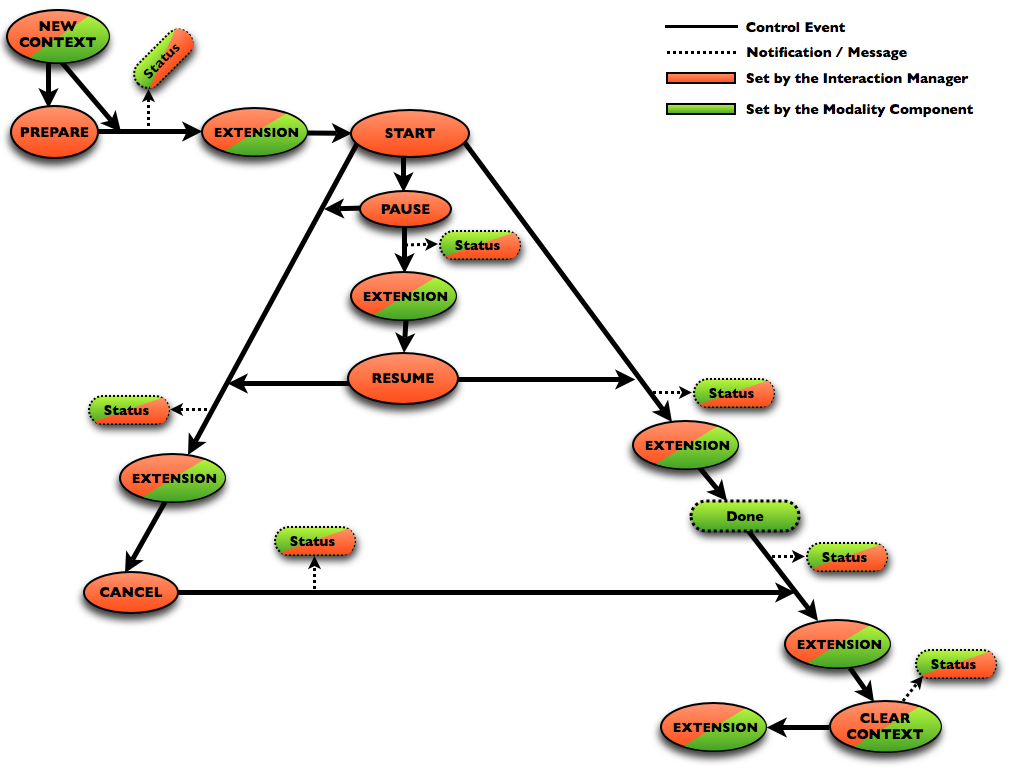 NEW
CONTEXT
Status
Control Event
Notification / Message
Set by the Interaction Manager
Set by the Modality Component
PREPARE
EXTENSION
START
PAUSE
Status
EXTENSION
RESUME
Status
Status
EXTENSION
EXTENSION
Done
Status
Status
CANCEL
EXTENSION
Status
CLEAR
CONTEXT
EXTENSION